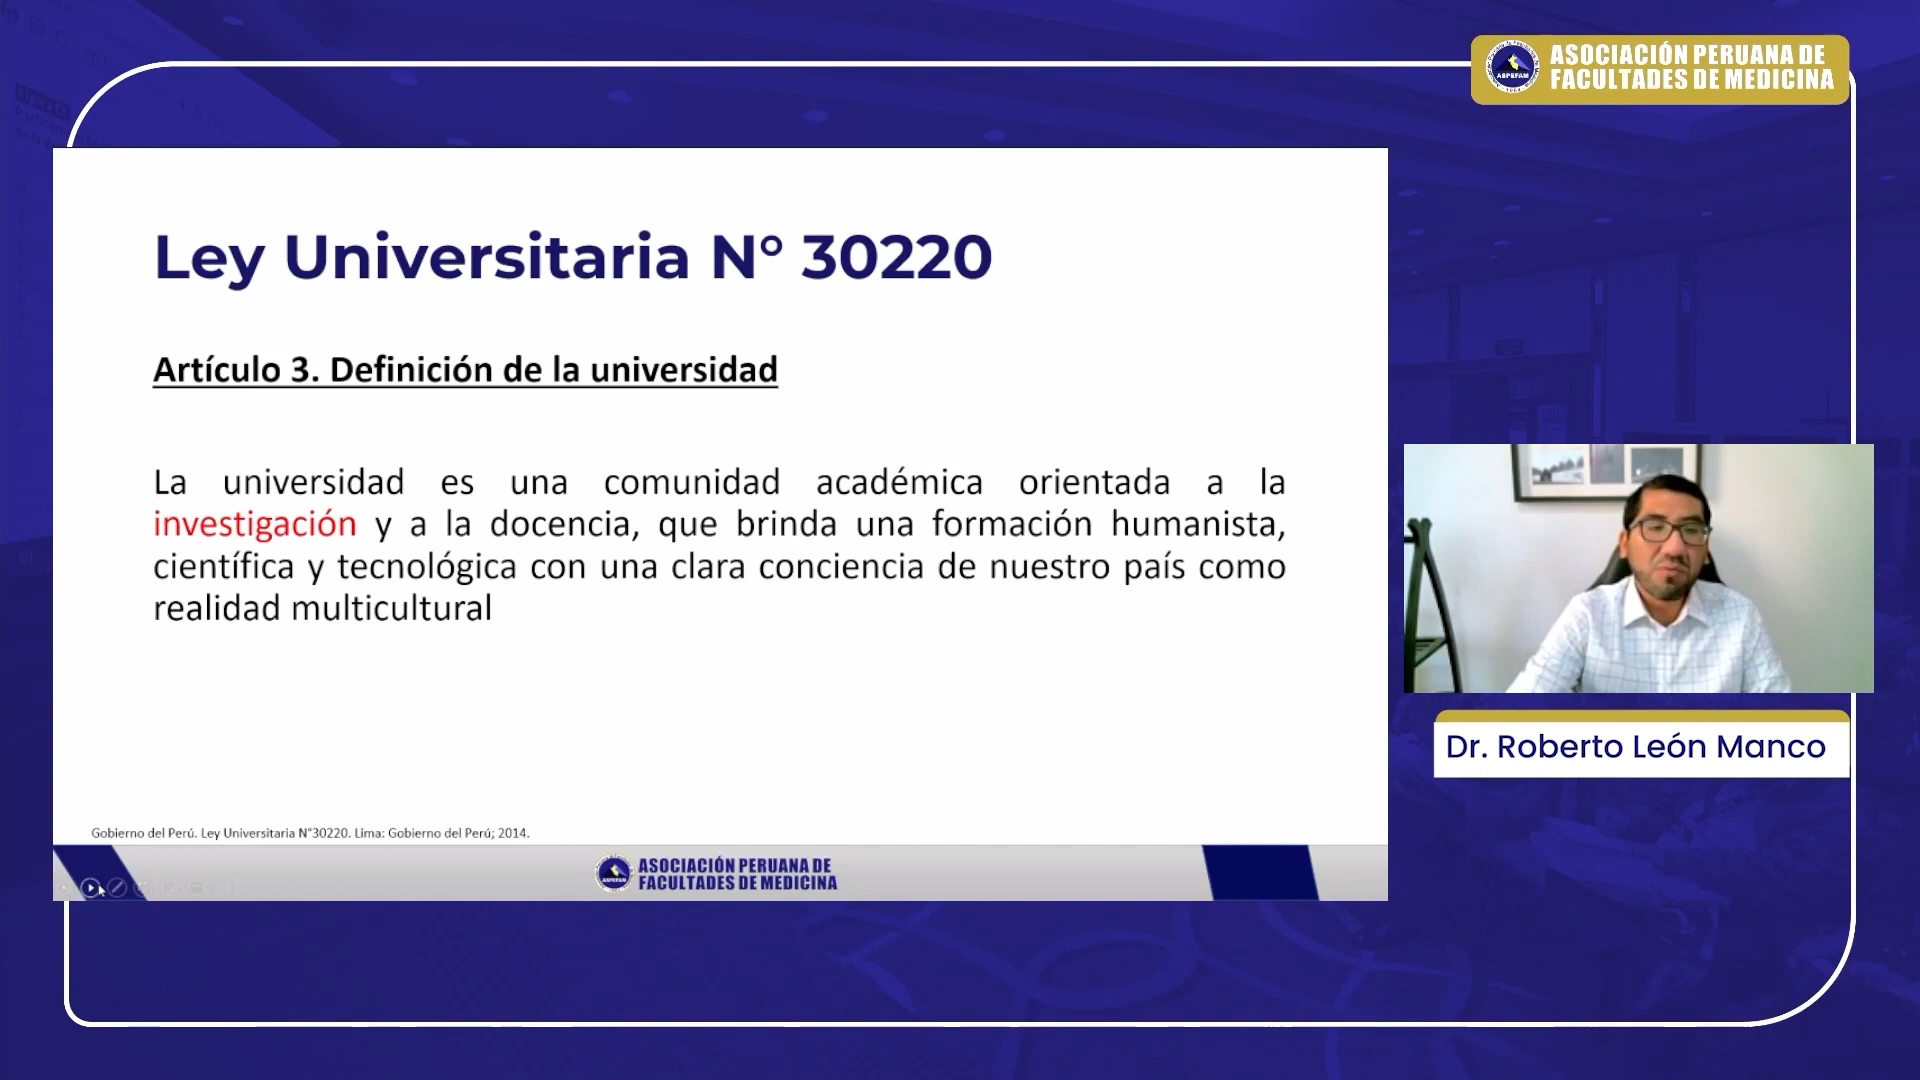 ASOCIACIÓN PERUANA DE
FACULTADES DE MEDICINA
ASPEFAM
Ley Universitaria N° 30220
Artículo 3. Definición de la universidad
La universidad es una comunidad académica orientada a la
investigación y a la docencia, que brinda una formación humanista,
científica y tecnológica con una clara conciencia de nuestro país como
realidad multicultural
Dr. Roberto León Manco
Gobierno del Perú. Ley Universitaria N°30220. Lima: Gobierno del Perú; 2014.
ASPEFAM
ASOCIACIÓN PERUANA DE
FACULTADES DE MEDICINA